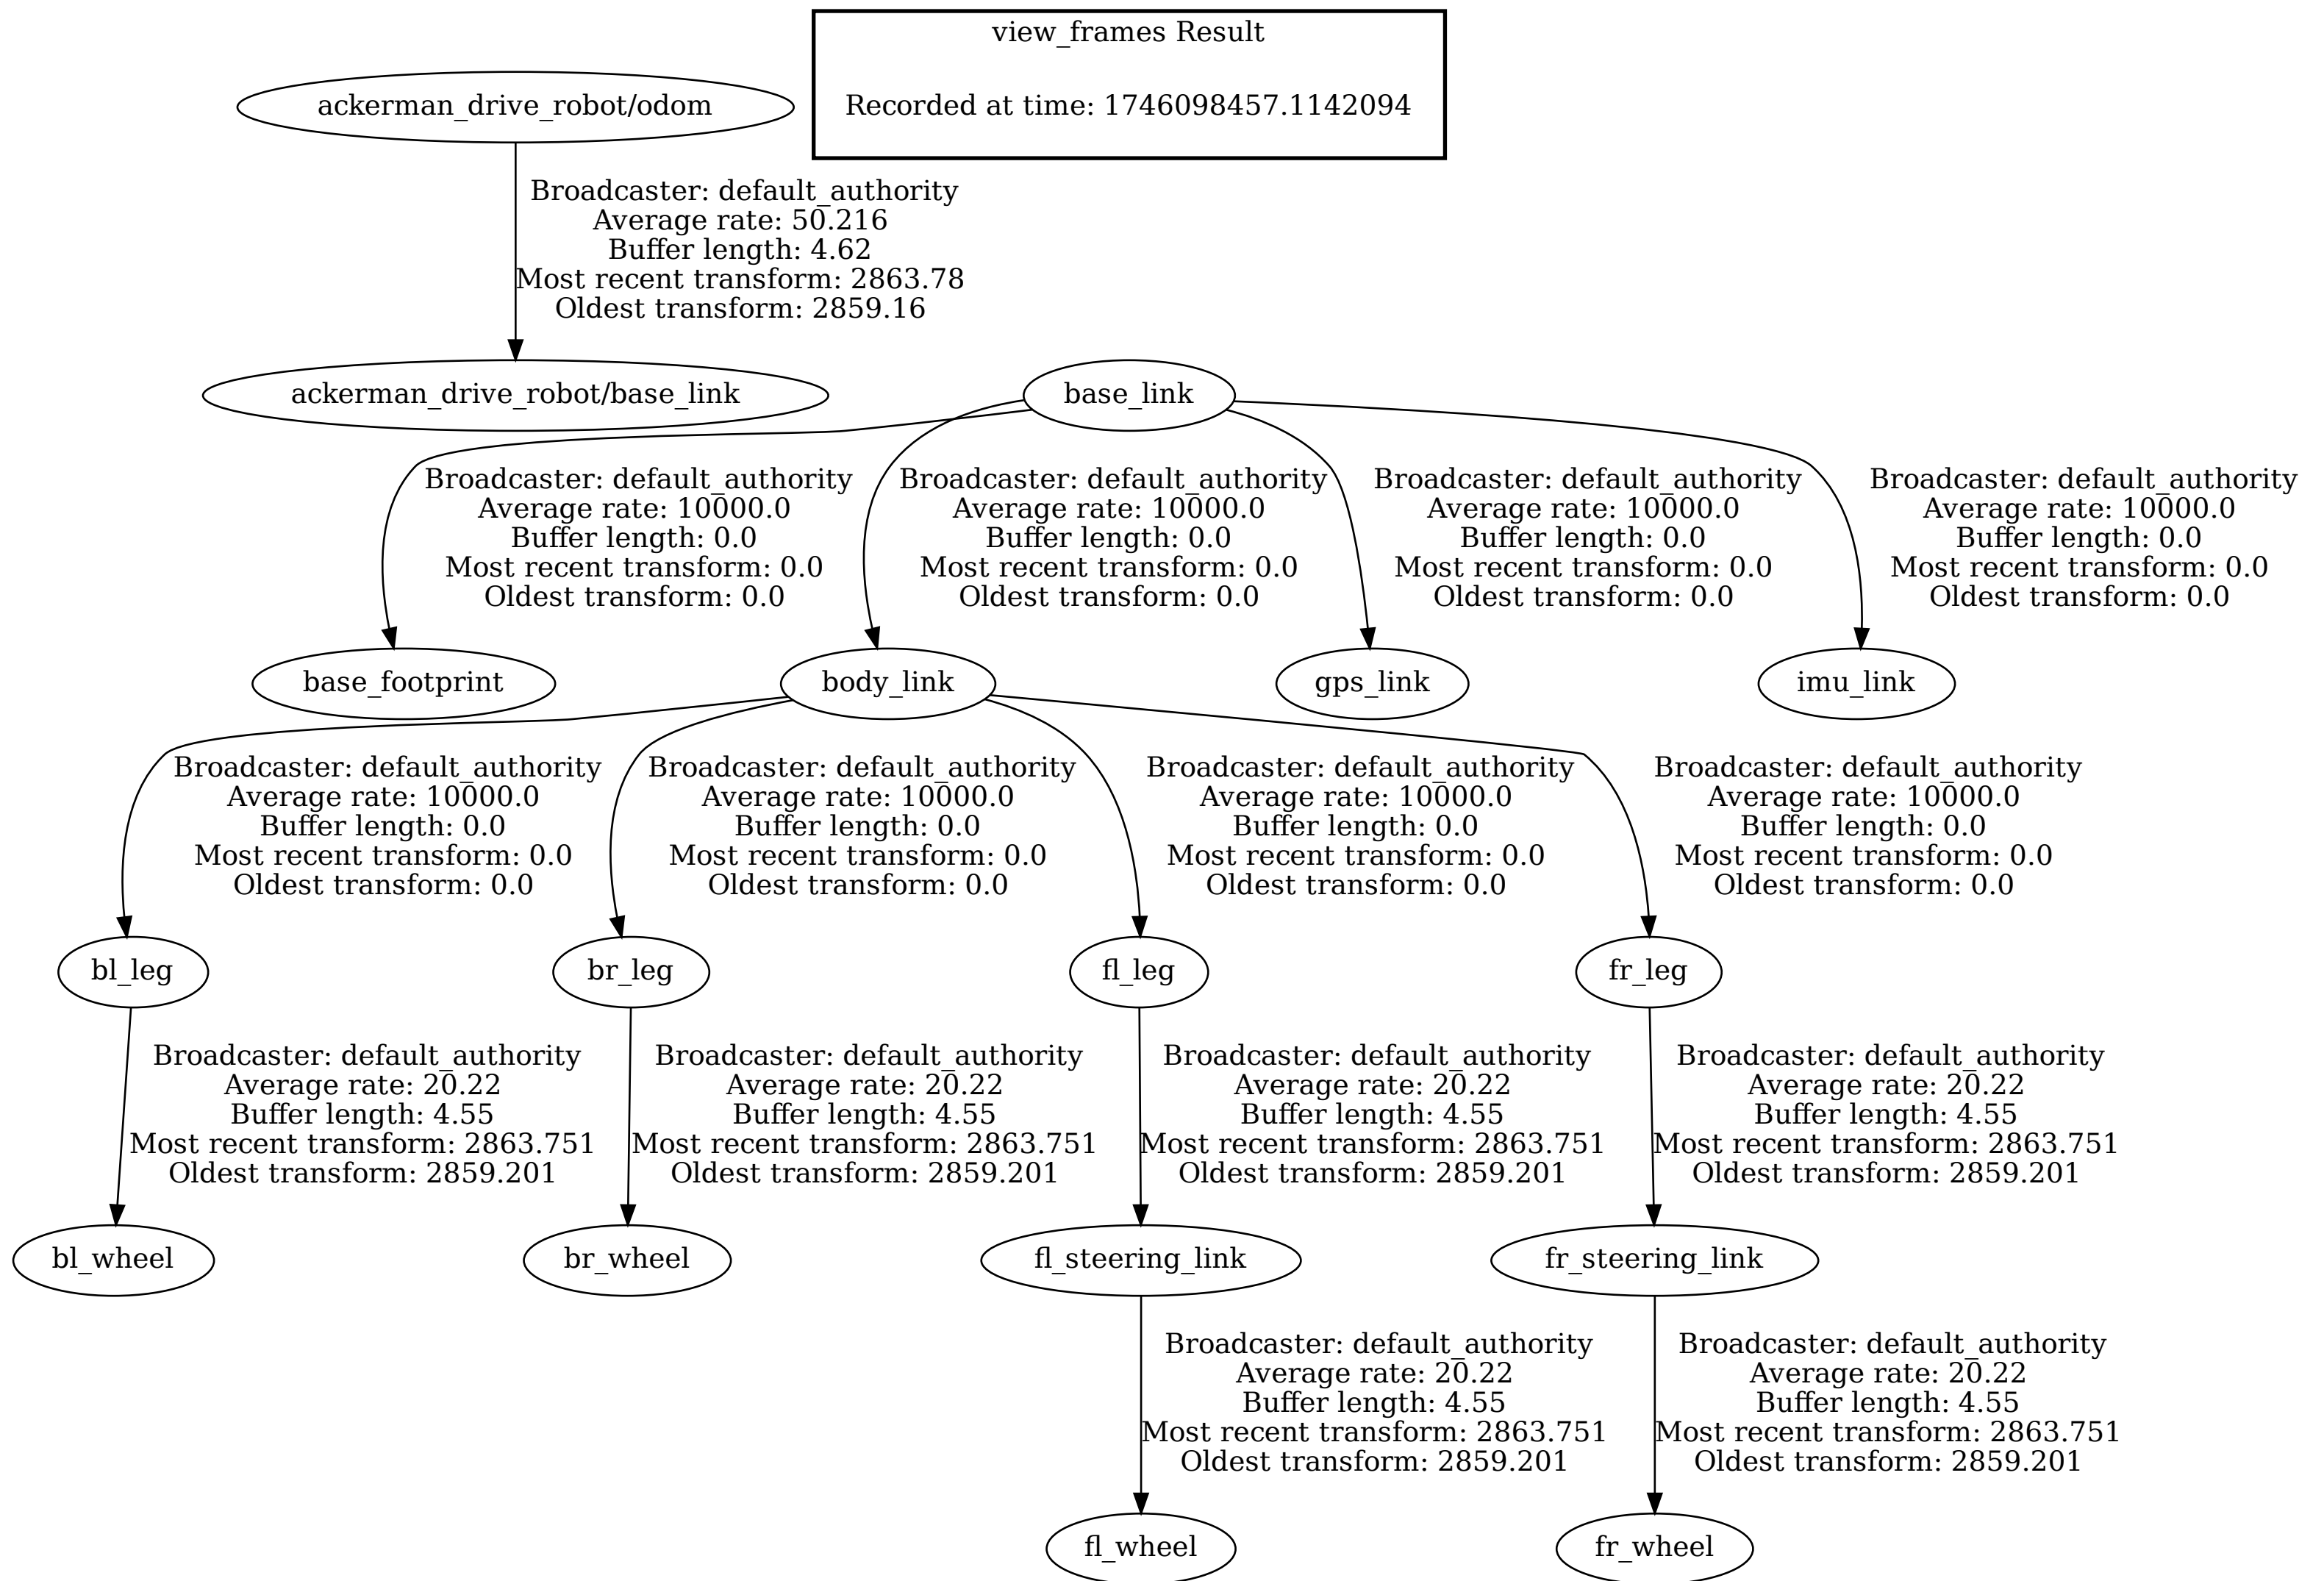 view_frames Result
Recorded at time: 1746098457.1142094
ackerman_drive_robot/odom
Broadcaster: default_authority
Average rate: 50.216
Buffer length: 4.62
Most recent transform: 2863.78
Oldest transform: 2859.16
ackerman_drive_robot/base_link
base_link
Broadcaster: default_authority
Average rate: 10000.0
Buffer length: 0.0
Most recent transform: 0.0
Oldest transform: 0.0
Broadcaster: default_authority
Average rate: 10000.0
Buffer length: 0.0
Most recent transform: 0.0
Oldest transform: 0.0
Broadcaster: default_authority
Average rate: 10000.0
Buffer length: 0.0
Most recent transform: 0.0
Oldest transform: 0.0
Broadcaster: default_authority
Average rate: 10000.0
Buffer length: 0.0
Most recent transform: 0.0
Oldest transform: 0.0
base_footprint
body_link
gps_link
imu_link
Broadcaster: default_authority
Average rate: 10000.0
Buffer length: 0.0
Most recent transform: 0.0
Oldest transform: 0.0
Broadcaster: default_authority
Average rate: 10000.0
Buffer length: 0.0
Most recent transform: 0.0
Oldest transform: 0.0
Broadcaster: default_authority
Average rate: 10000.0
Buffer length: 0.0
Most recent transform: 0.0
Oldest transform: 0.0
Broadcaster: default_authority
Average rate: 10000.0
Buffer length: 0.0
Most recent transform: 0.0
Oldest transform: 0.0
bl_leg
br_leg
fl_leg
fr_leg
Broadcaster: default_authority
Average rate: 20.22
Buffer length: 4.55
Most recent transform: 2863.751
Oldest transform: 2859.201
Broadcaster: default_authority
Average rate: 20.22
Buffer length: 4.55
Most recent transform: 2863.751
Oldest transform: 2859.201
Broadcaster: default_authority
Average rate: 20.22
Buffer length: 4.55
Most recent transform: 2863.751
Oldest transform: 2859.201
Broadcaster: default_authority
Average rate: 20.22
Buffer length: 4.55
Most recent transform: 2863.751
Oldest transform: 2859.201
bl_wheel
br_wheel
fl_steering_link
fr_steering_link
Broadcaster: default_authority
Average rate: 20.22
Buffer length: 4.55
Most recent transform: 2863.751
Oldest transform: 2859.201
Broadcaster: default_authority
Average rate: 20.22
Buffer length: 4.55
Most recent transform: 2863.751
Oldest transform: 2859.201
fl_wheel
fr_wheel